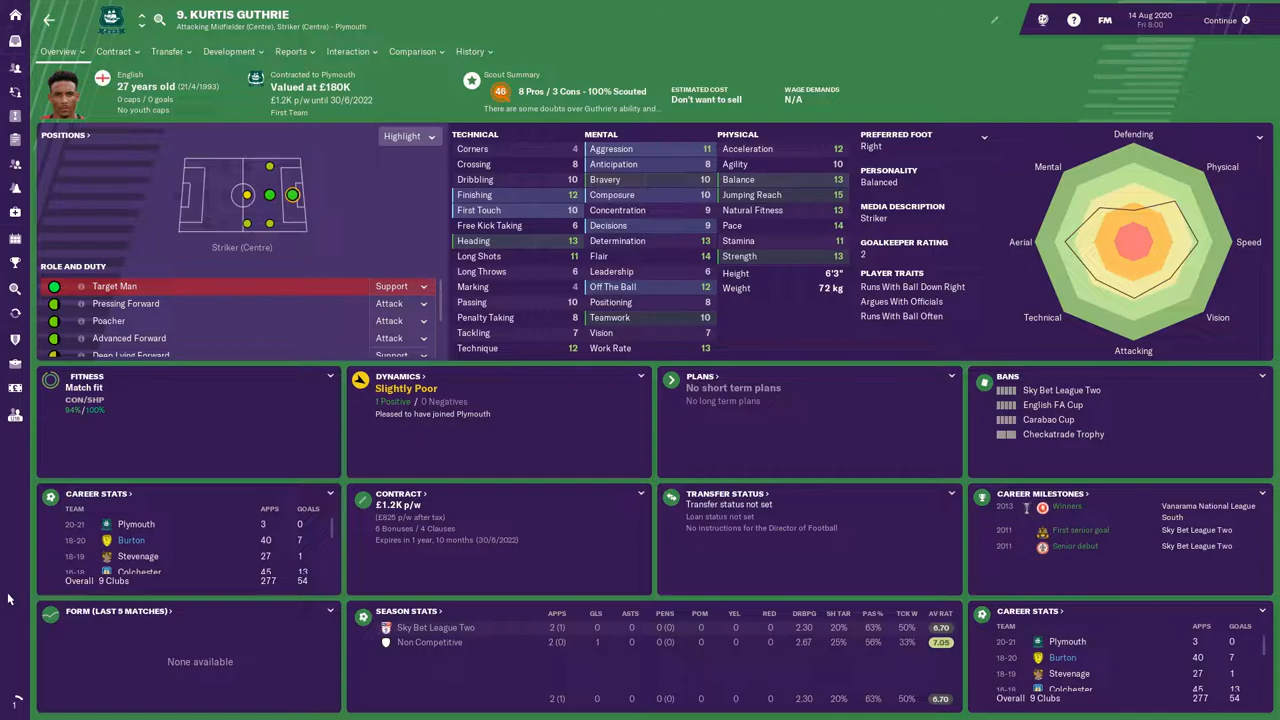 9. KURTIS GUTHRIE
Attacking Midfielder (Centre), Striker (Centre) - Plymouth
FM
14 Aug 2020
Fri 8:00
Continue
Overview
Contract
Transfer
Development
Reports
Interaction
Comparison
History
English
27 years old (21/4/1993)
0 caps / 0 goals
No youth caps
Contracted to Plymouth
Valued at £180K
£1.2K p/w until 30/6/2022
First Team
Scout Summary
46
8 Pros / 3 Cons - 100% Scouted
There are some doubts over Guthrie's ability and...
ESTIMATED COST
Don't want to sell
WAGE DEMANDS
N/A
POSITIONS >
Highlight
Striker (Centre)
ROLE AND DUTY
Target Man Support
Pressing Forward Attack
Poacher Attack
Advanced Forward Attack
Deep Lying Forward Support
TECHNICAL
Corners 4
Crossing 8
Dribbling 10
Finishing 12
First Touch 10
Free Kick Taking 6
Heading 13
Long Shots 11
Long Throws 6
Marking 4
Passing 10
Penalty Taking 8
Tackling 7
Technique 12
MENTAL
Aggression 11
Anticipation 8
Bravery 10
Composure 10
Concentration 9
Decisions 9
Determination 13
Flair 14
Leadership 6
Off The Ball 12
Positioning 8
Teamwork 10
Vision 7
Work Rate 13
PHYSICAL
Acceleration 12
Agility 10
Balance 13
Jumping Reach 15
Natural Fitness 13
Pace 14
Stamina 11
Strength 13
Height 6'3"
Weight 72 kg
PREFERRED FOOT
Right
PERSONALITY
Balanced
MEDIA DESCRIPTION
Striker
GOALKEEPER RATING
2
PLAYER TRAITS
Runs With Ball Down Right
Argues With Officials
Runs With Ball Often
Defending
Physical
Speed
Vision
Attacking
Technical
Aerial
Mental
FITNESS
Match fit
CON/SHP
94%/100%
DYNAMICS >
Slightly Poor
1 Positive / 0 Negatives
Pleased to have joined Plymouth
PLANS >
No short term plans
No long term plans
BANS
Sky Bet League Two
English FA Cup
Carabao Cup
Checkatrade Trophy
CAREER STATS >
TEAM APPS GOALS
20-21 Plymouth 3 0
18-20 Burton 40 7
18-19 Stevenage 27 1
16-18 Colchester 45 13
Overall 9 Clubs 277 54
CONTRACT >
£1.2K p/w
(£825 p/w after tax)
6 Bonuses / 4 Clauses
Expires in 1 year, 10 months (30/6/2022)
TRANSFER STATUS >
Transfer status not set
Loan status not set
No instructions for the Director of Football
CAREER MILESTONES >
2013 Winners Vanarama National League South
2011 First senior goal Sky Bet League Two
2011 Senior debut Sky Bet League Two
FORM (LAST 5 MATCHES) >
None available
SEASON STATS >
APPS GLS ASTS PENS POM YEL RED DRBPG SH TAR PAS% TCK W AV RAT
Sky Bet League Two 2 (1) 0 0 0 (0) 0 0 0 2.30 20% 63% 50% 6.70
Non Competitive 2 (0) 1 0 0 (0) 0 0 0 2.67 25% 56% 33% 7.05
2 (1) 0 0 0 (0) 0 0 0 2.30 20% 63% 50% 6.70
CAREER STATS >
TEAM APPS GOALS
20-21 Plymouth 3 0
18-20 Burton 40 7
18-19 Stevenage 27 1
16-18 Colchester 45 13
Overall 9 Clubs 277 54
1